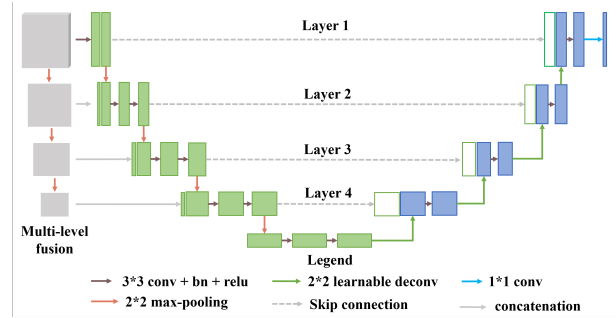 Layer 1
Layer 2
Layer 3
Layer 4
Multi-level
fusion
Legend
3*3 conv + bn + relu
2*2 learnable deconv
1*1 conv
2*2 max-pooling
Skip connection
concatenation